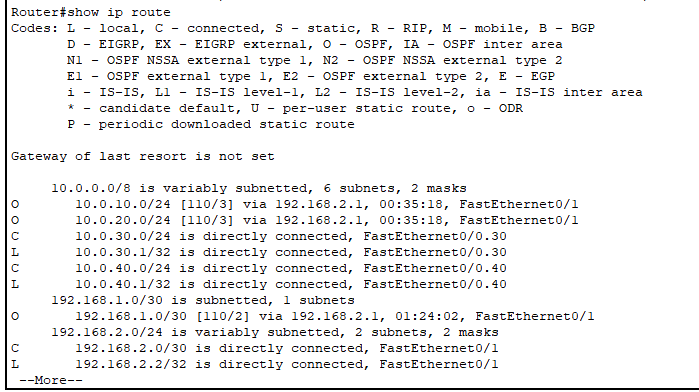 Router#show ip route
Codes: L - local, C - connected, S - static, R - RIP, M - mobile, B - BGP
       D - EIGRP, EX - EIGRP external, O - OSPF, IA - OSPF inter area
       N1 - OSPF NSSA external type 1, N2 - OSPF NSSA external type 2
       E1 - OSPF external type 1, E2 - OSPF external type 2, E - EGP
       i - IS-IS, L1 - IS-IS level-1, L2 - IS-IS level-2, ia - IS-IS inter area
       * - candidate default, U - per-user static route, o - ODR
       P - periodic downloaded static route

Gateway of last resort is not set

     10.0.0.0/8 is variably subnetted, 6 subnets, 2 masks
O       10.0.10.0/24 [110/3] via 192.168.2.1, 00:35:18, FastEthernet0/1
O       10.0.20.0/24 [110/3] via 192.168.2.1, 00:35:18, FastEthernet0/1
C       10.0.30.0/24 is directly connected, FastEthernet0/0.30
L       10.0.30.1/32 is directly connected, FastEthernet0/0.30
C       10.0.40.0/24 is directly connected, FastEthernet0/0.40
L       10.0.40.1/32 is directly connected, FastEthernet0/0.40
     192.168.1.0/30 is subnetted, 1 subnets
O       192.168.1.0/30 [110/2] via 192.168.2.1, 01:24:02, FastEthernet0/1
     192.168.2.0/24 is variably subnetted, 2 subnets, 2 masks
C       192.168.2.0/30 is directly connected, FastEthernet0/1
L       192.168.2.2/32 is directly connected, FastEthernet0/1
 --More--